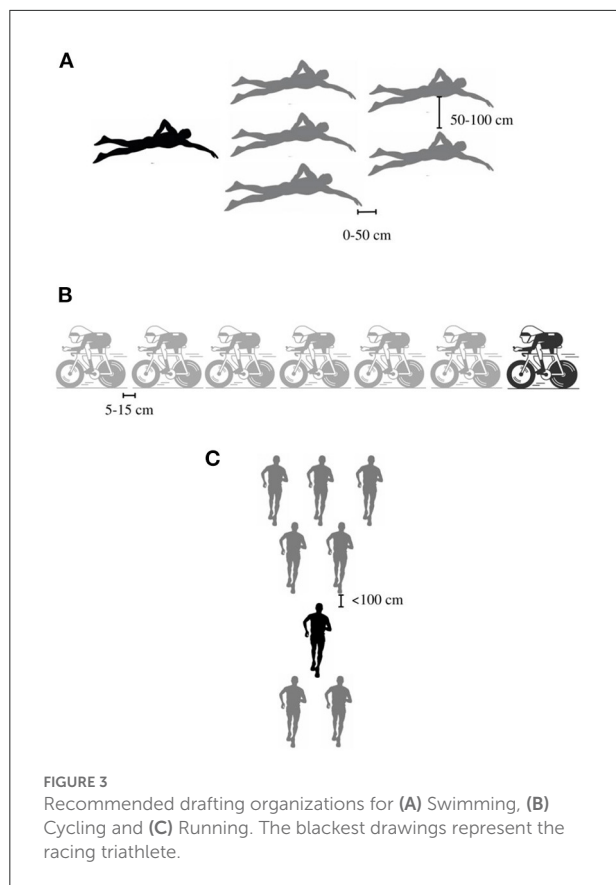 A
50-100 cm
0-50 cm
B
5-15 cm
C
<100 cm
FIGURE 3
Recommended drafting organizations for (A) Swimming, (B)
Cycling and (C) Running. The blackest drawings represent the
racing triathlete.